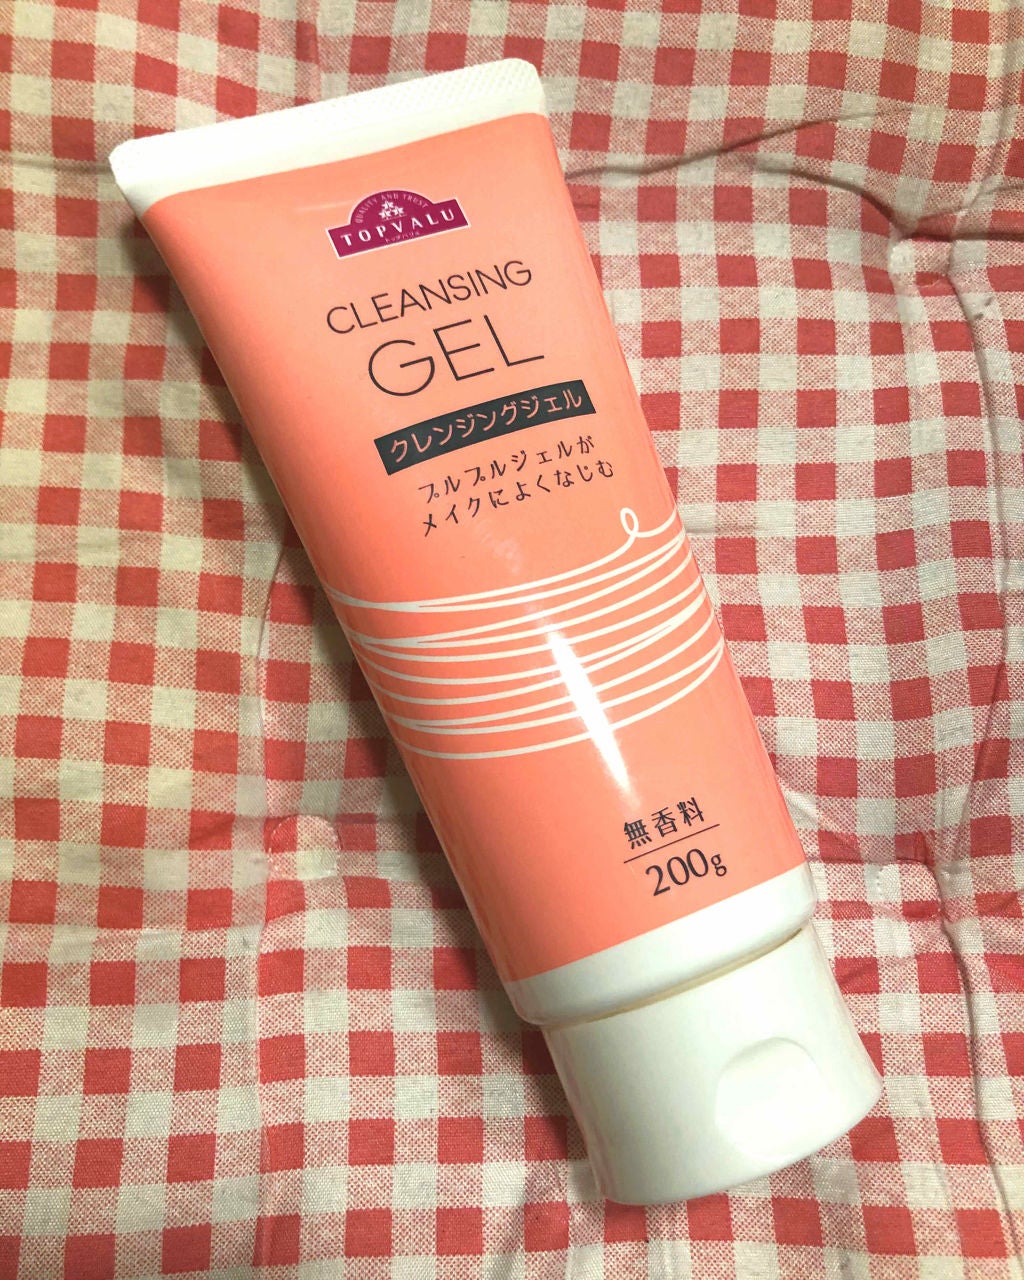 QUALITY AND TRUST
TOPVALU
トップバリュ
CLEANSING
GEL
クレンジングジェル
プルプルジェルが
メイクによくなじむ
無香料
200g